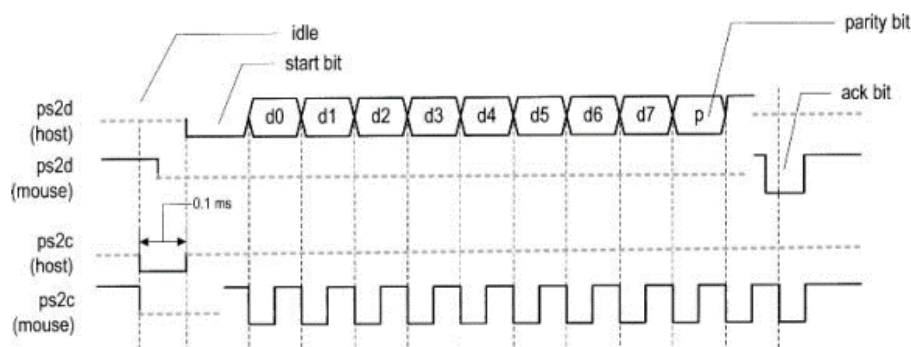 idle
parity bit
start bit
ack bit
ps2d
(host)
d0 d1 d2 d3 d4 d5 d6 d7 p
ps2d
(mouse)
0.1 ms
ps2c
(host)
ps2c
(mouse)